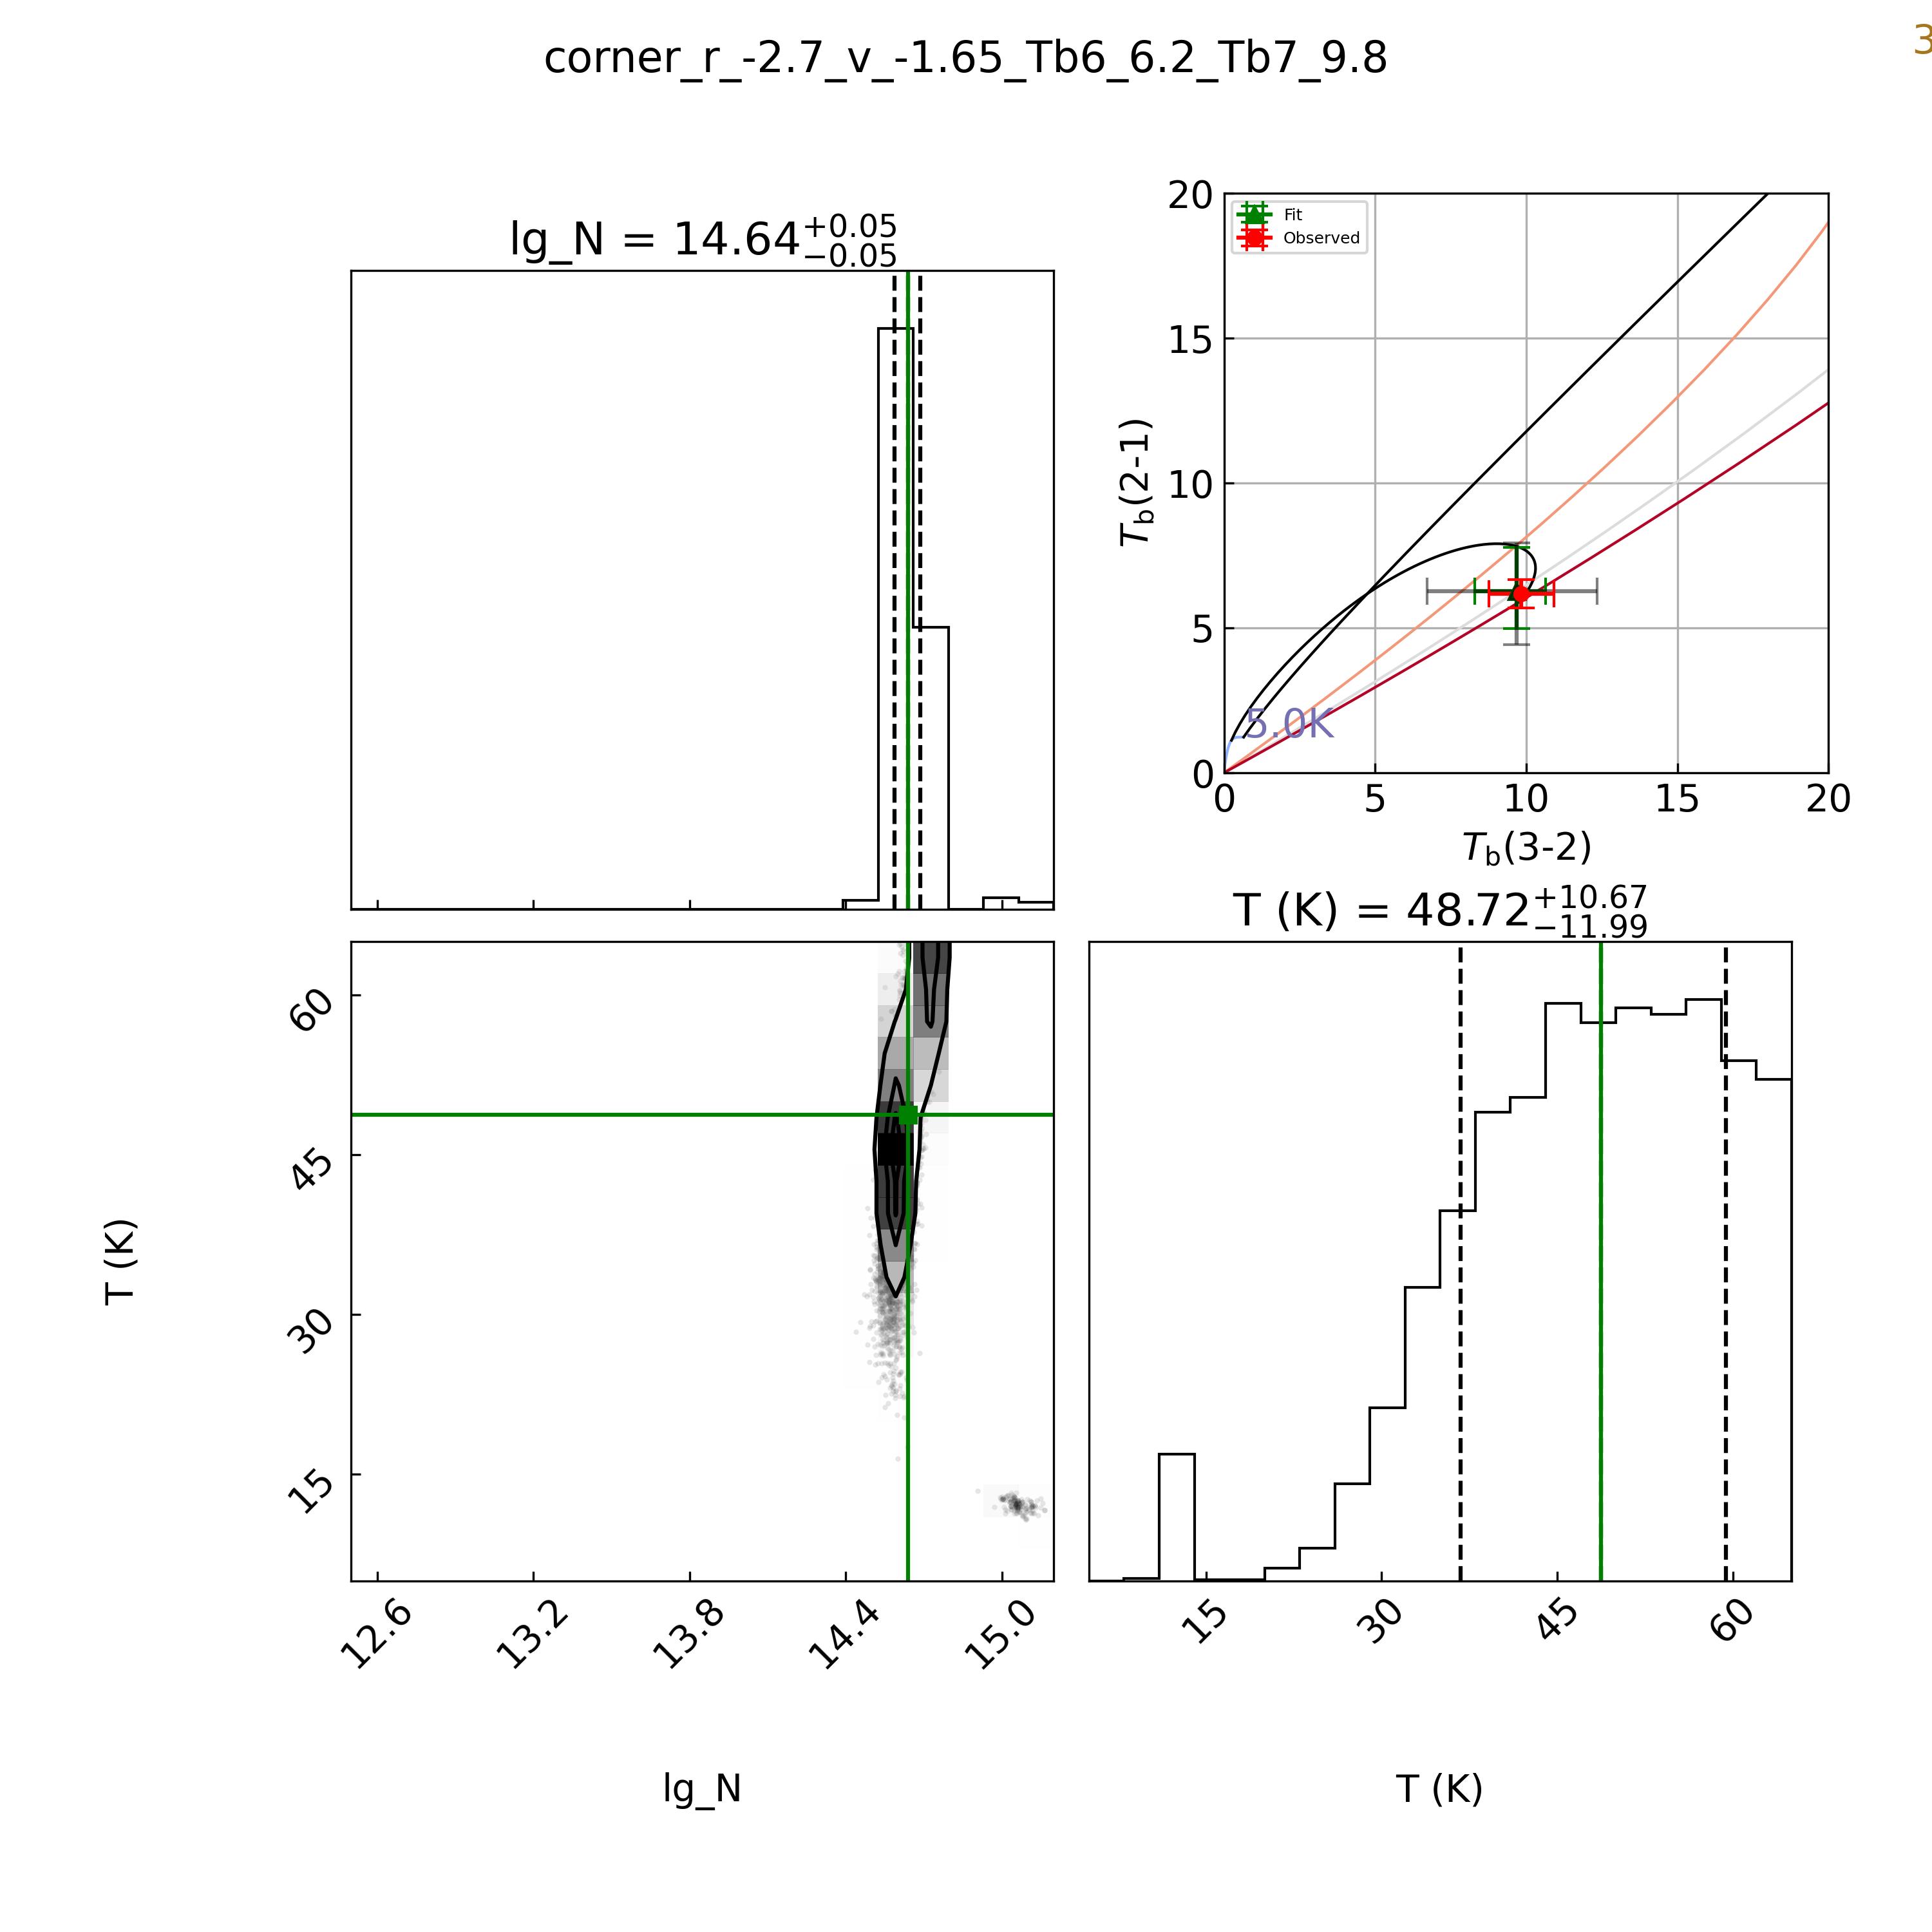 corner_r_-2.7_v_-1.65_Tb6_6.2_Tb7_9.8
3
lg_N = 14.64 +0.05 −0.05
20
15
10
5
0
Fit
Observed
5.0K
T_b(2-1)
0 5 10 15 20
T_b(3-2)
T (K) = 48.72 +10.67 −11.99
60
45
30
15
T (K)
12.6 13.2 13.8 14.4 15.0
15 30 45 60
lg_N
T (K)